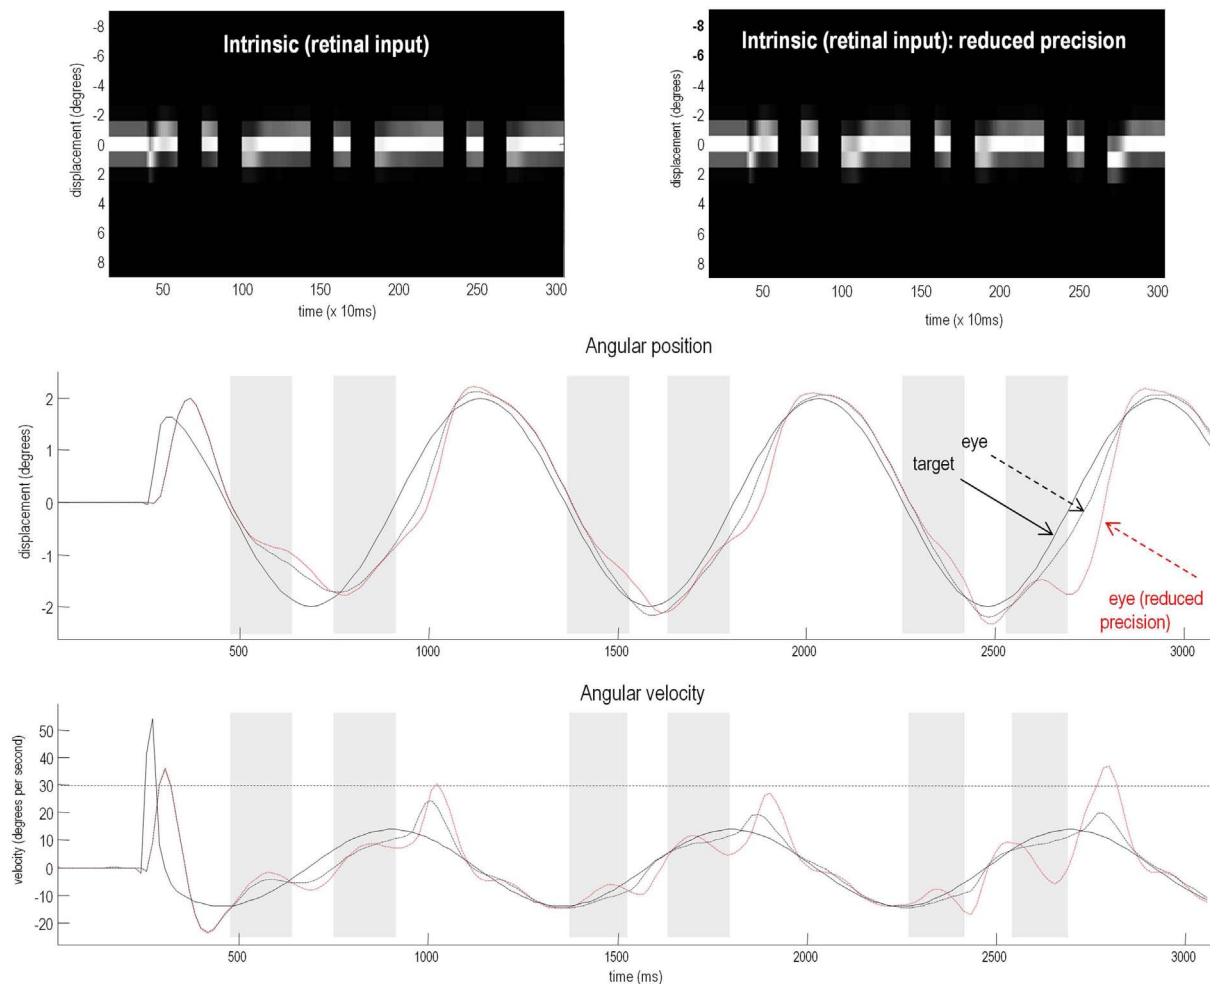 Intrinsic (retinal input)
-8
-6
-4
-2
0
2
4
6
8
displacement (degrees)
50 100 150 200 250 300
time (x 10ms)
Intrinsic (retinal input): reduced precision
-8
-6
-4
-2
0
2
4
6
8
displacement (degrees)
50 100 150 200 250 300
time (x 10ms)
Angular position
2
1
0
-1
-2
displacement (degrees)
eye
target
eye (reduced
precision)
500 1000 1500 2000 2500 3000
Angular velocity
50
40
30
20
10
0
-10
-20
velocity (degrees per second)
500 1000 1500 2000 2500 3000
time (ms)